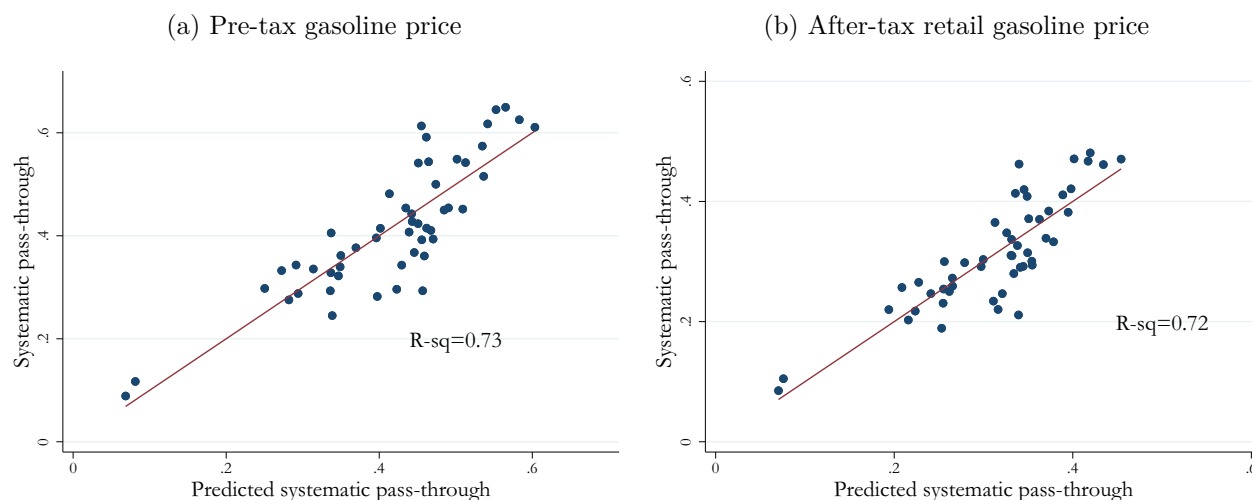 (a) Pre-tax gasoline price
Systematic pass-through
0
.2
.4
.6
R-sq=0.73
0
.2
.4
.6
Predicted systematic pass-through
(b) After-tax retail gasoline price
Systematic pass-through
0
.2
.4
.6
R-sq=0.72
0
.2
.4
Predicted systematic pass-through